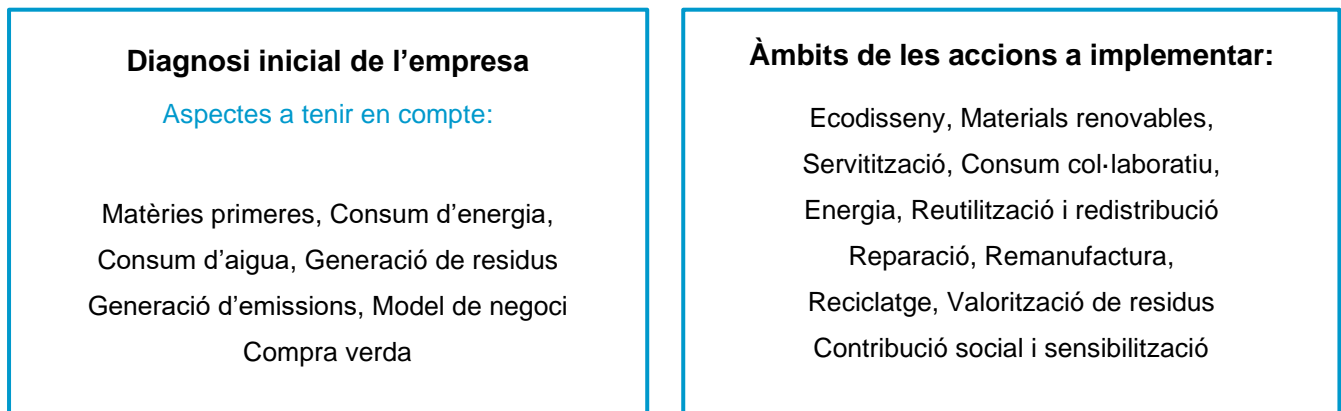 Diagnosi inicial de l’empresa
Aspectes a tenir en compte:
Matèries primeres, Consum d’energia,
Consum d’aigua, Generació de residus
Generació d’emissions, Model de negoci
Compra verda
Àmbits de les accions a implementar:
Ecodisseny, Materials renovables,
Servitització, Consum col·laboratiu,
Energia, Reutilització i redistribució
Reparació, Remanufactura,
Reciclatge, Valorització de residus
Contribució social i sensibilització